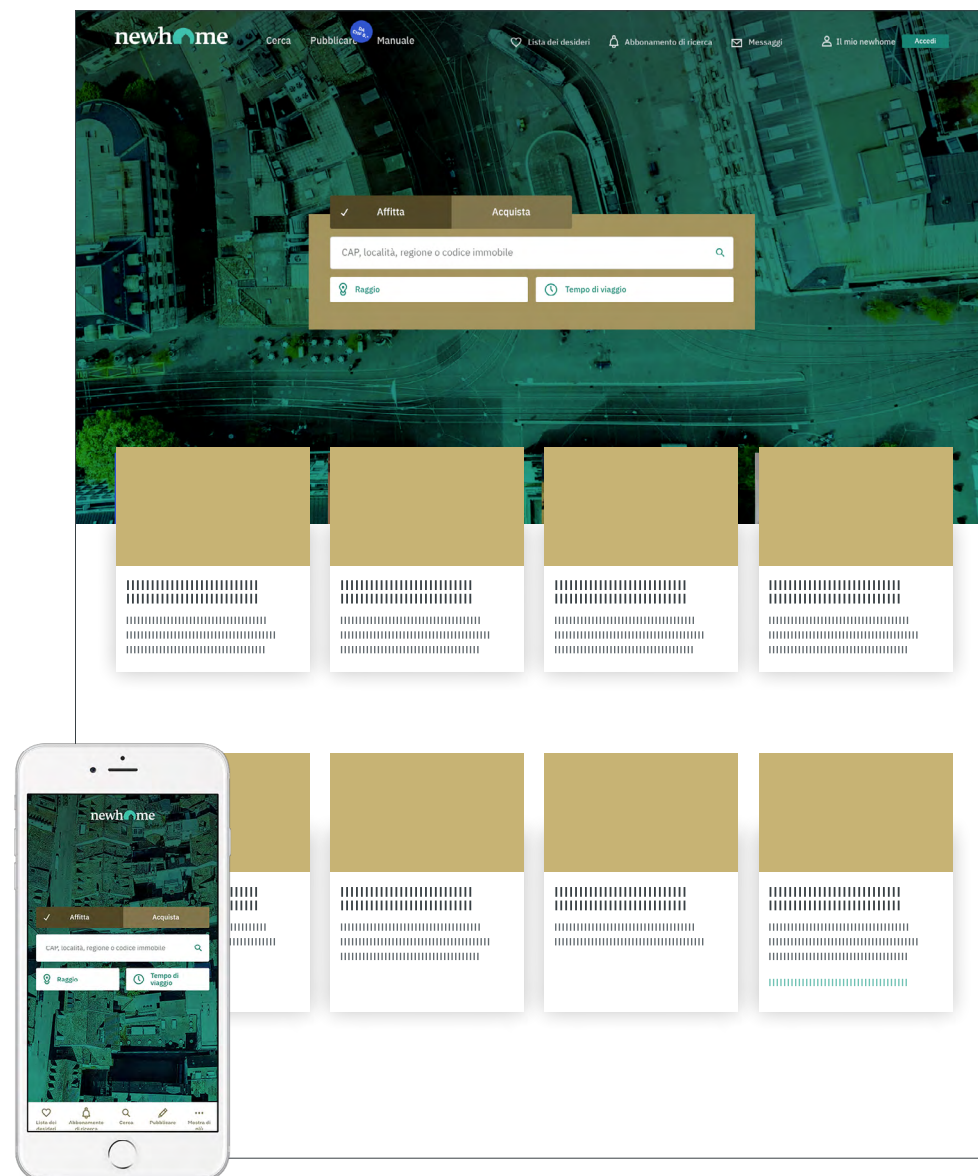 newhome
Cerca Pubblicare Manuale
Lista dei desideri Abbonamento di ricerca Messaggi Il mio newhome Accedi
Affitta Acquista
CAP, località, regione o codice immobile
Raggio Tempo di viaggio
newhome
Affitta Acquista
CAP, località, regione o codice immobile
Raggio Tempo di
viaggio
Lista dei Abbonamento Cerca Pubblicare Mostra di
desideri di ricerca più